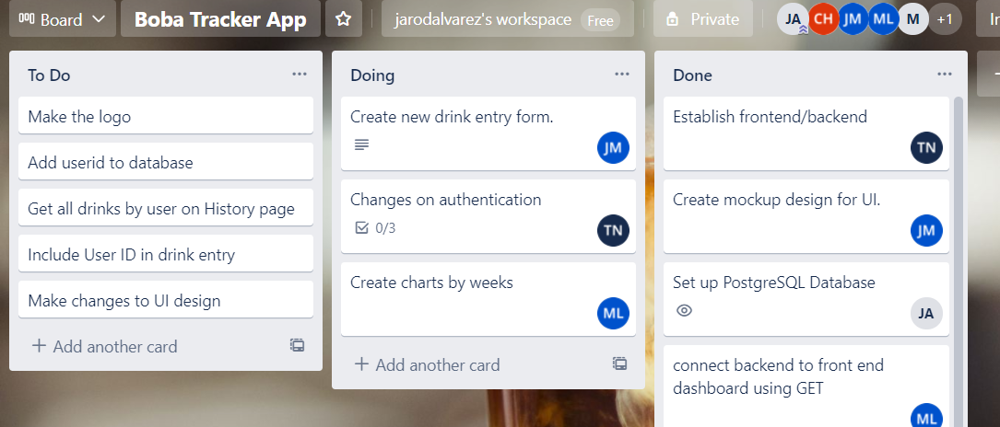 Board
Boba Tracker App
jarodalvarez's workspace Free
Private
JA CH JM ML M +1
To Do
Make the logo
Add userid to database
Get all drinks by user on History page
Include User ID in drink entry
Make changes to UI design
+ Add another card
Doing
Create new drink entry form.
JM
Changes on authentication
0/3
TN
Create charts by weeks
ML
+ Add another card
Done
Establish frontend/backend
TN
Create mockup design for UI.
JM
Set up PostgreSQL Database
JA
connect backend to front end
dashboard using GET
ML